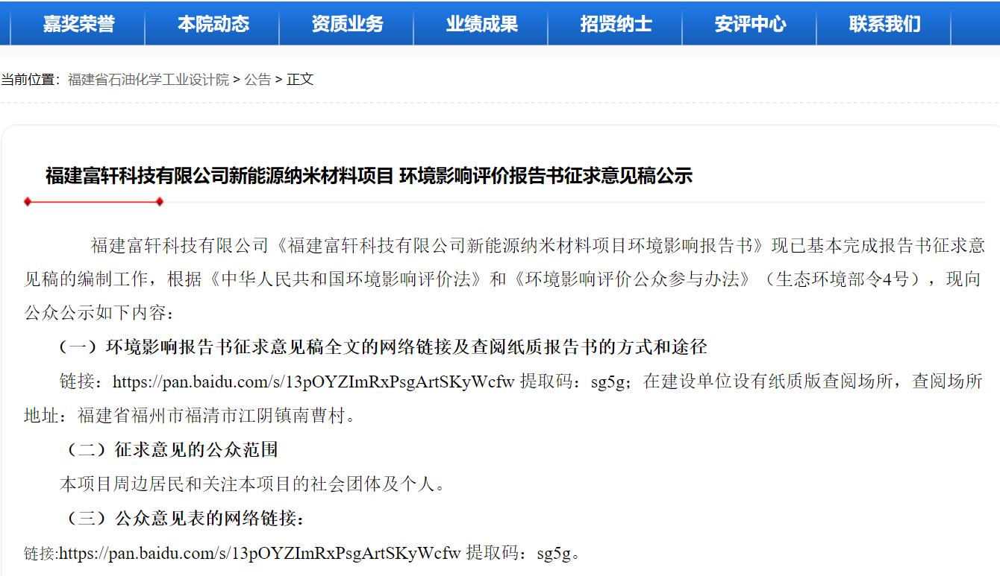 嘉奖荣誉 本院动态 资质业务 业绩成果 招贤纳士 安评中心 联系我们
当前位置：福建省石油化学工业设计院 > 公告 > 正文
福建富轩科技有限公司新能源纳米材料项目 环境影响评价报告书征求意见稿公示
福建富轩科技有限公司《福建富轩科技有限公司新能源纳米材料项目环境影响报告书》现已基本完成报告书征求意
见稿的编制工作，根据《中华人民共和国环境影响评价法》和《环境影响评价公众参与办法》（生态环境部令4号），现向
公众公示如下内容：
（一）环境影响报告书征求意见稿全文的网络链接及查阅纸质报告书的方式和途径
链接：https://pan.baidu.com/s/13pOYZImRxPsgArtSKyWcfw 提取码：sg5g；在建设单位设有纸质版查阅场所，查阅场所
地址：福建省福州市福清市江阴镇南曹村。
（二）征求意见的公众范围
本项目周边居民和关注本项目的社会团体及个人。
（三）公众意见表的网络链接：
链接:https://pan.baidu.com/s/13pOYZImRxPsgArtSKyWcfw 提取码：sg5g。